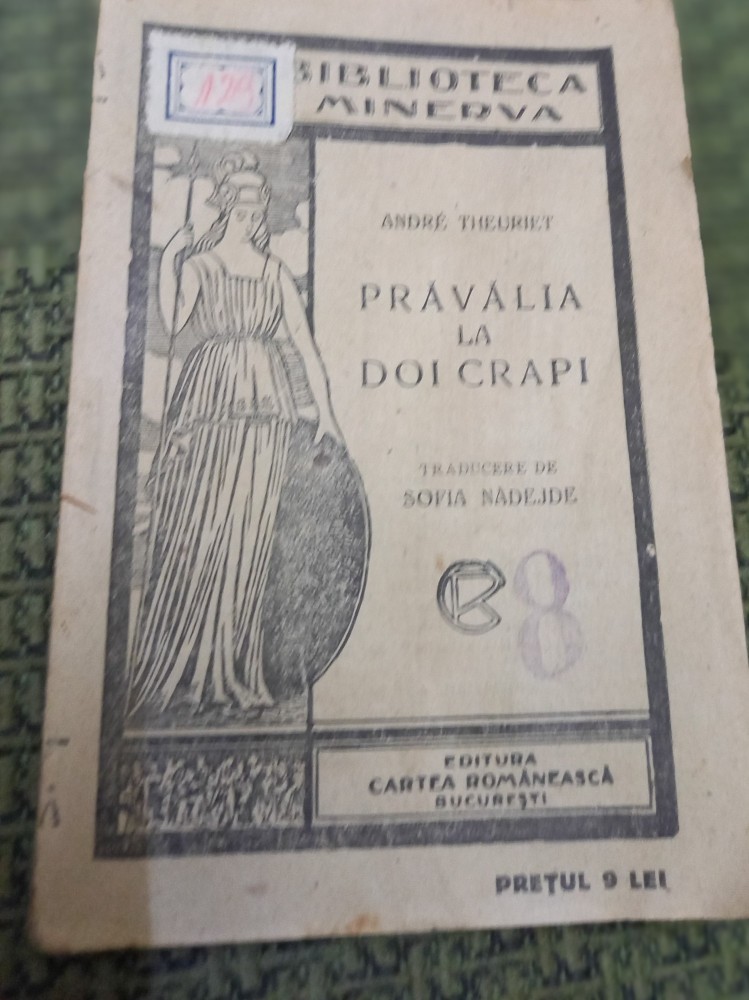 128
BIBLIOTECA
MINERVA
ANDRÉ THEURIET
PRĂVĂLIA
LA
DOI CRAPI
TRADUCERE DE
SOFIA NĂDEJDE
8
EDITURA
CARTEA ROMÂNEASCĂ
BUCUREȘTI
PREȚUL 9 LEI